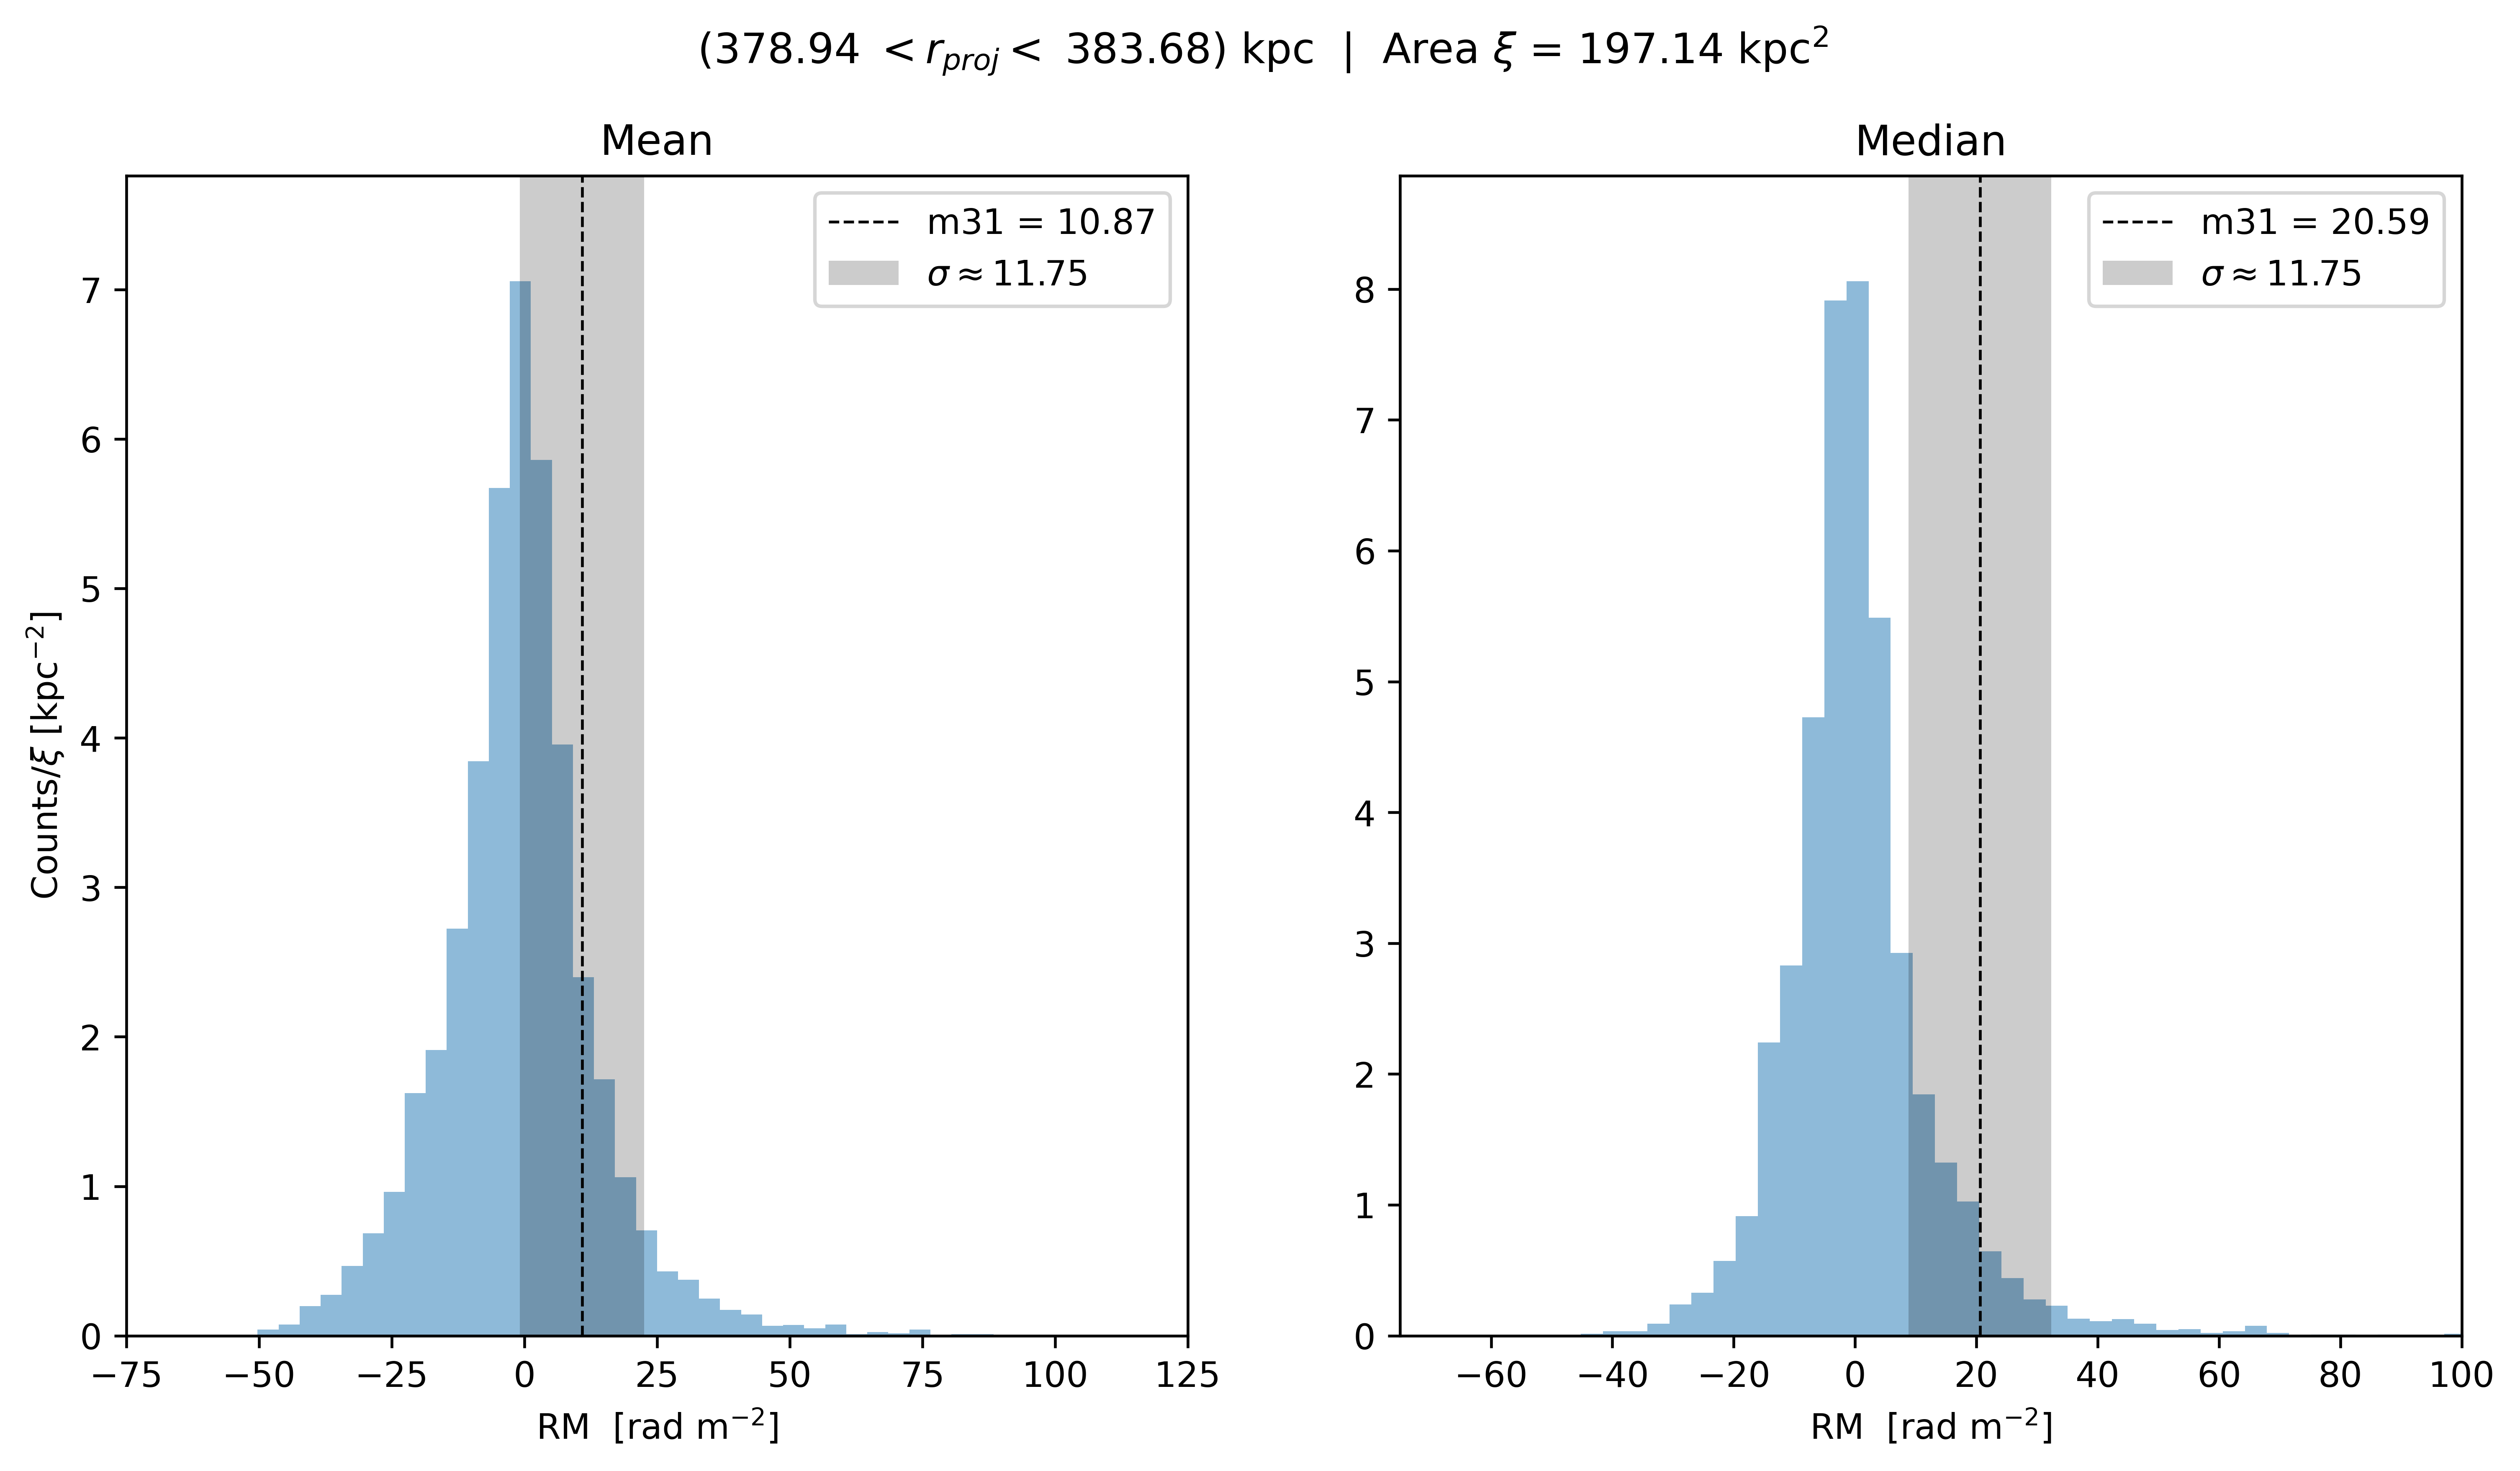 (378.94 < r_proj < 383.68) kpc | Area ξ = 197.14 kpc²
Mean
m31 = 10.87
σ ≈ 11.75
7
6
5
4
3
2
1
0
Counts/ξ [kpc⁻²]
−75 −50 −25 0 25 50 75 100 125
RM [rad m⁻²]
Median
m31 = 20.59
σ ≈ 11.75
8
7
6
5
4
3
2
1
0
−60 −40 −20 0 20 40 60 80 100
RM [rad m⁻²]